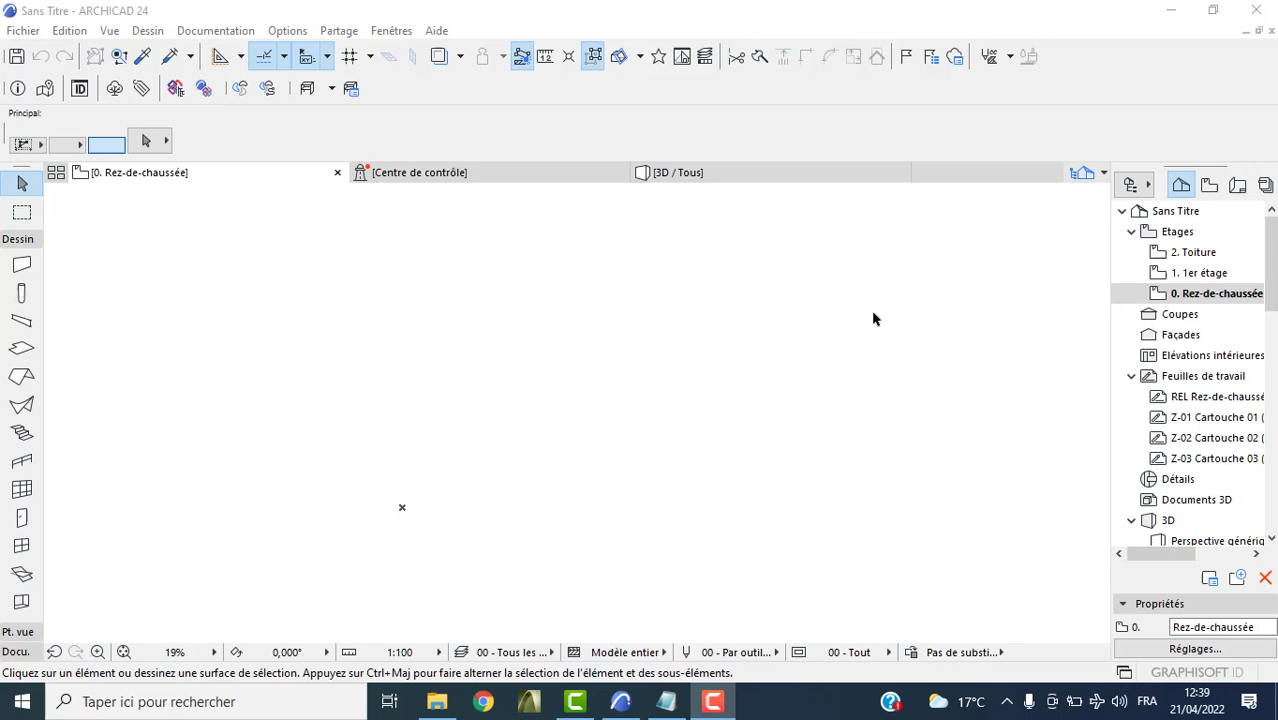 Sans Titre - ARCHICAD 24
Fichier Edition Vue Dessin Options Documentation Partage Fenêtres Aide
Principal:
[0. Rez-de-chaussée]
[Centre de contrôle]
[3D / Tous]
Dessin
Pt. vue
Docu.
Sans Titre
Etages
2. Toiture
1. 1er étage
0. Rez-de-chaussée
Coupes
Façades
Elévations intérieures
Feuilles de travail
REL Rez-de-chaussé
Z-01 Cartouche 01 (
Z-02 Cartouche 02 (
Z-03 Cartouche 03 (
Détails
Documents 3D
3D
Perspective génériq
Propriétés
0. Rez-de-chaussée
Réglages...
19% 0,000° 1:100 00 - Tous les ... Modèle entier 00 - Par outil... 00 - Tout Pas de substi...
Cliquez sur un élément ou dessinez une surface de sélection. Appuyez sur Ctrl+Maj pour faire alterner la sélection de l'élément et des sous-éléments.
GRAPHISOFT ID
Taper ici pour rechercher
17°C
FRA
12:39
21/04/2022